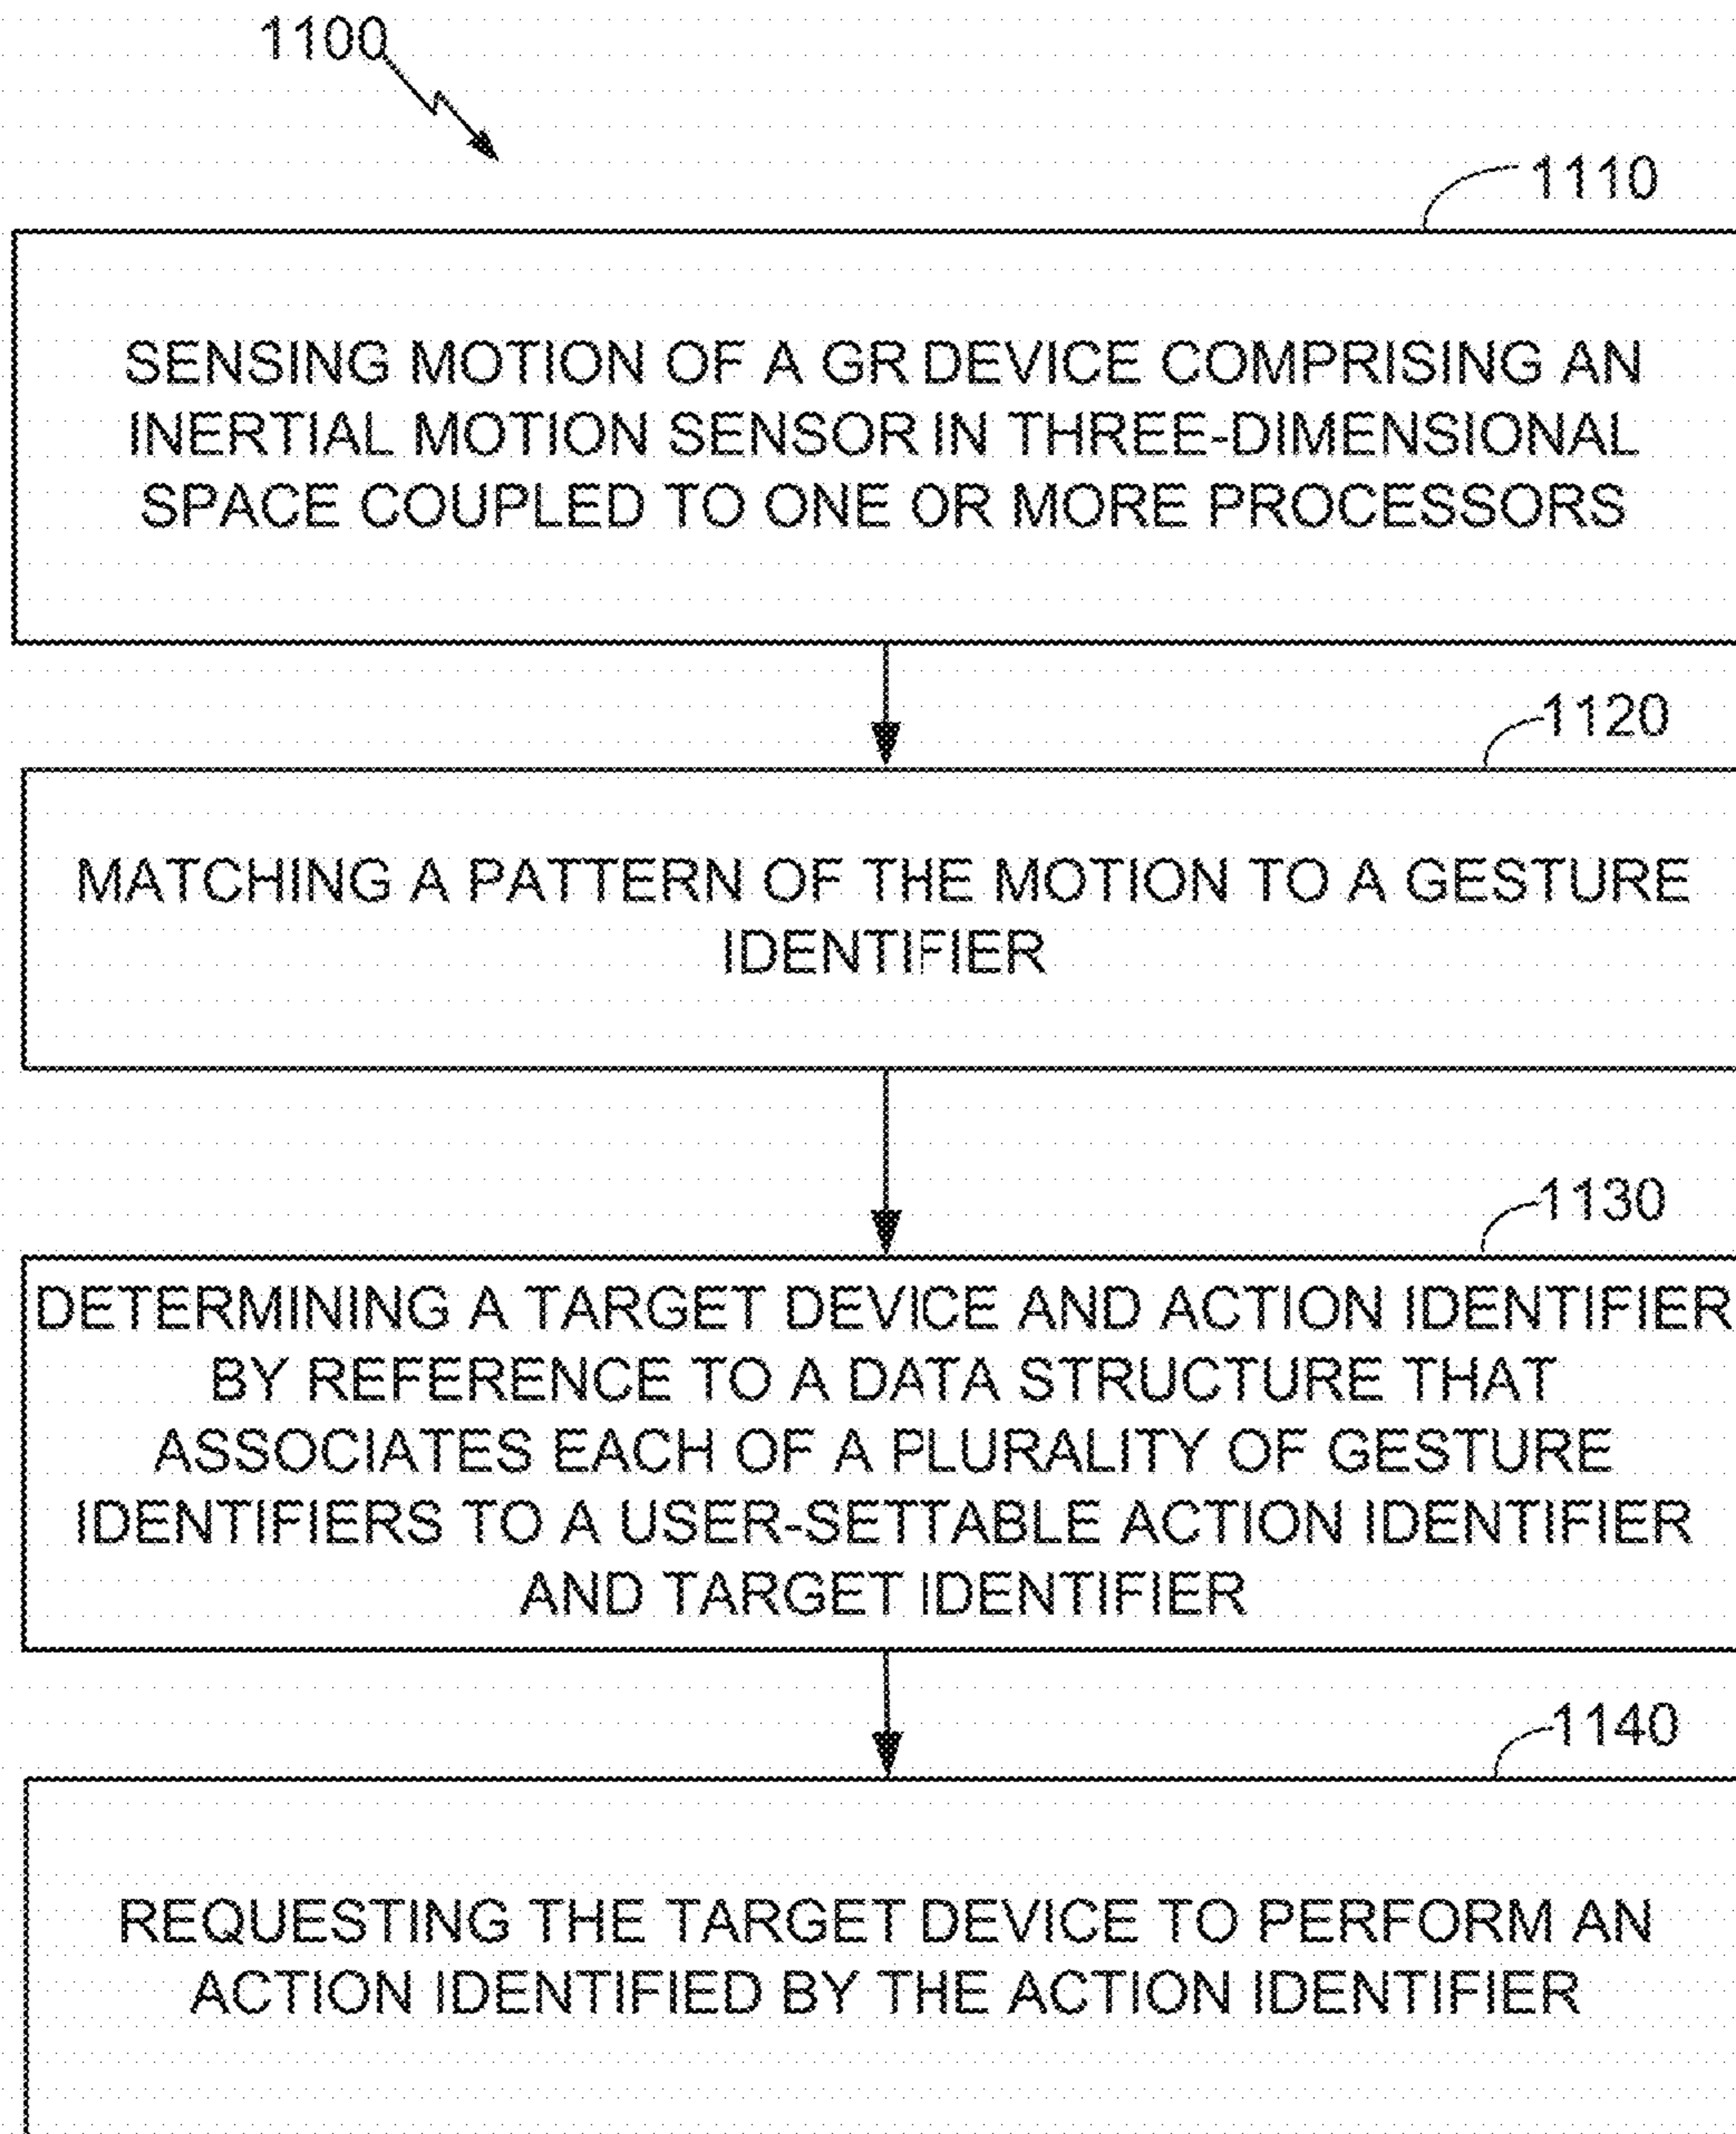 1100
1110
SENSING MOTION OF A GR DEVICE COMPRISING AN
INERTIAL MOTION SENSOR IN THREE-DIMENSIONAL
SPACE COUPLED TO ONE OR MORE PROCESSORS
1120
MATCHING A PATTERN OF THE MOTION TO A GESTURE
IDENTIFIER
1130
DETERMINING A TARGET DEVICE AND ACTION IDENTIFIER
BY REFERENCE TO A DATA STRUCTURE THAT
ASSOCIATES EACH OF A PLURALITY OF GESTURE
IDENTIFIERS TO A USER-SETTABLE ACTION IDENTIFIER
AND TARGET IDENTIFIER
1140
REQUESTING THE TARGET DEVICE TO PERFORM AN
ACTION IDENTIFIED BY THE ACTION IDENTIFIER